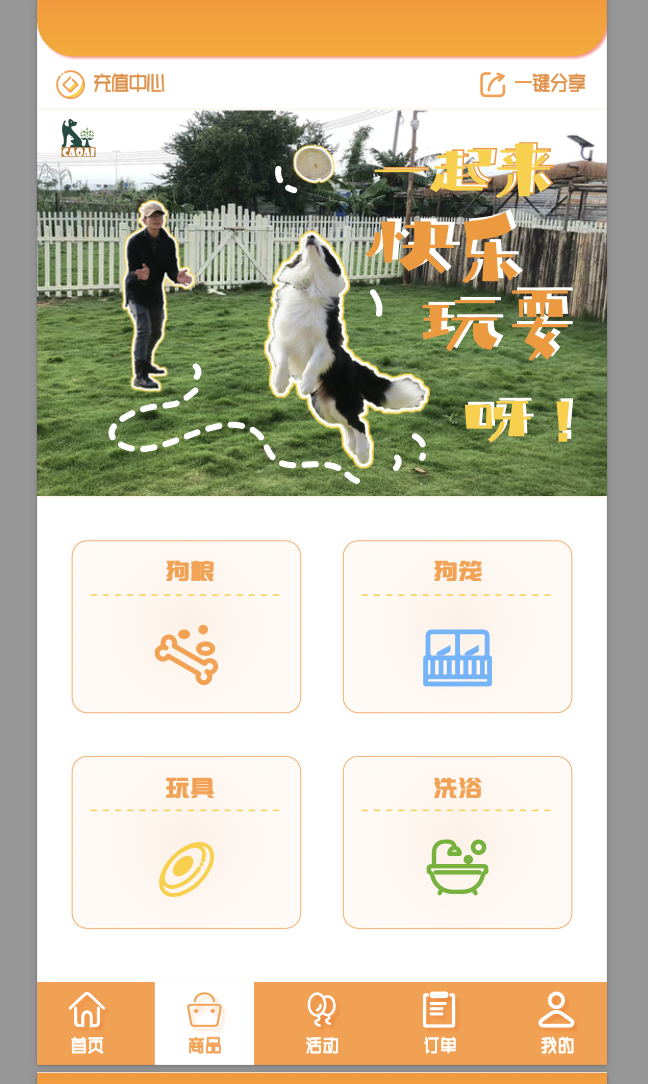 充值中心
一键分享
CAOAE
一起来
快乐
玩耍
呀！
狗粮
狗笼
玩具
洗浴
首页
商品
活动
订单
我的